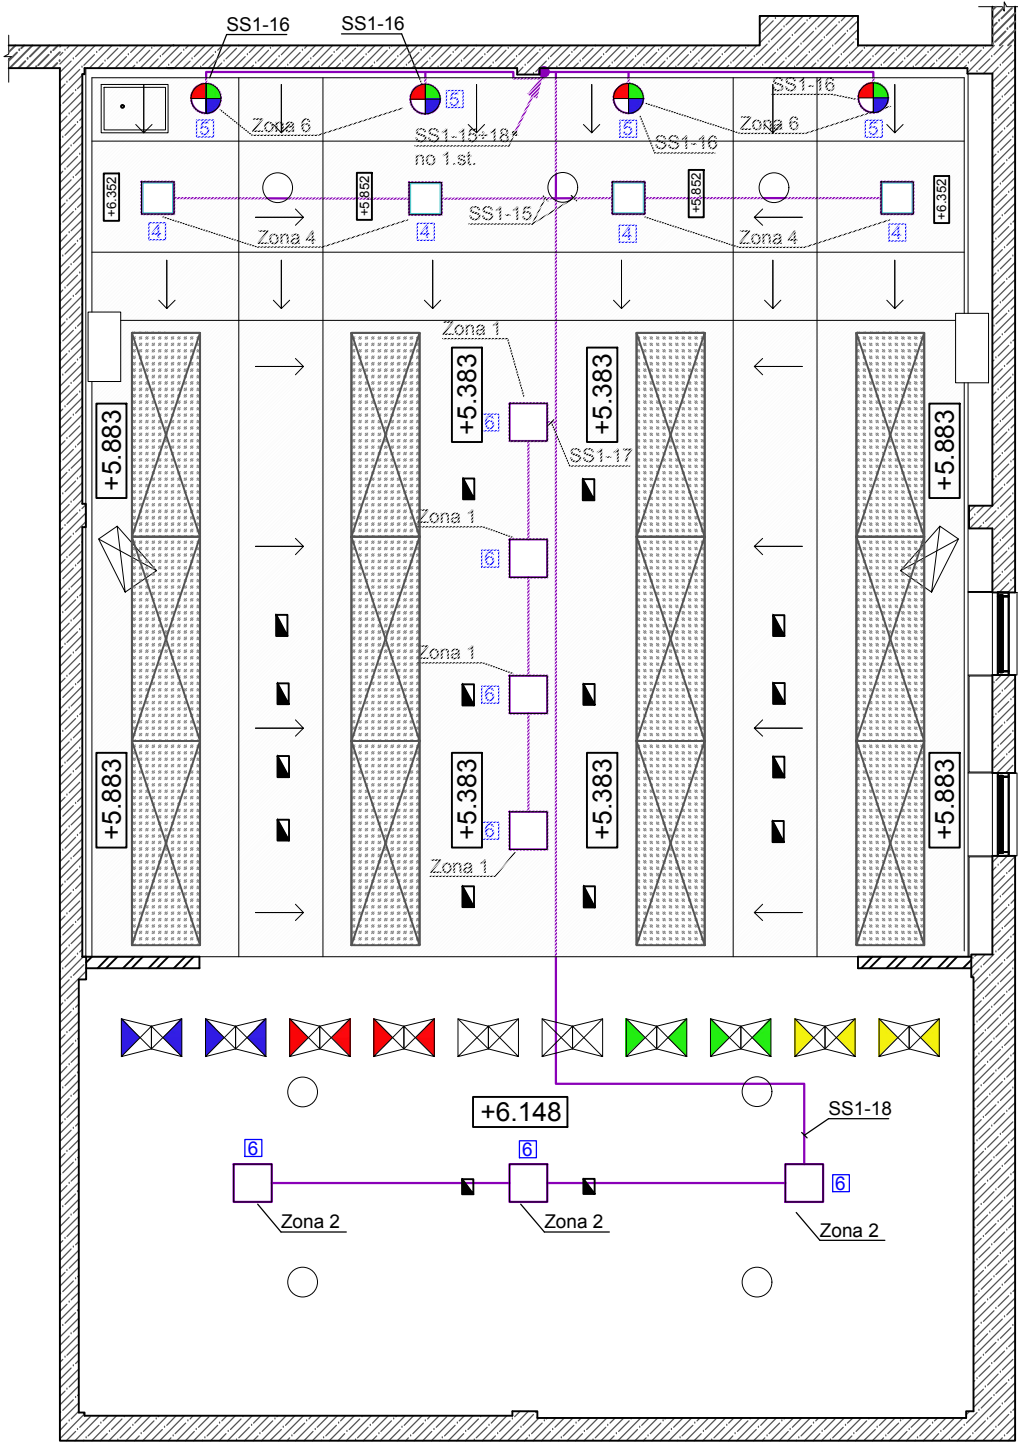 SS1-16
SS1-16
SS1-16
5
5
5
5
Zona 6
Zona 6
SS1-15÷18*
no 1.st.
SS1-16
+6.352
+5.852
+5.852
+6.352
SS1-15
4
4
4
4
Zona 4
Zona 4
Zona 1
+5.383
+5.383
6
+5.883
+5.883
SS1-17
Zona 1
6
Zona 1
6
+5.883
+5.383
+5.383
+5.883
6
Zona 1
+6.148
SS1-18
6
6
6
Zona 2
Zona 2
Zona 2